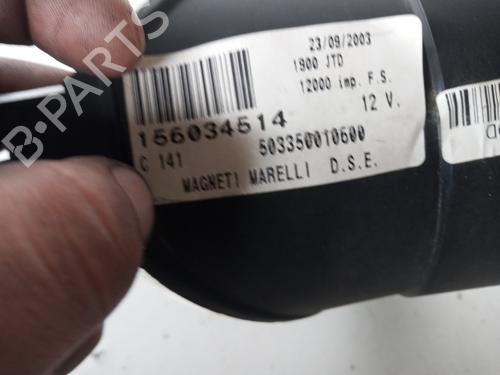 23/09/2003
1900 JTD
12000 imp. F.S.
12 V.
156034514
C 141
503350010600
MAGNETI MARELLI D.S.E.
B-PARTS